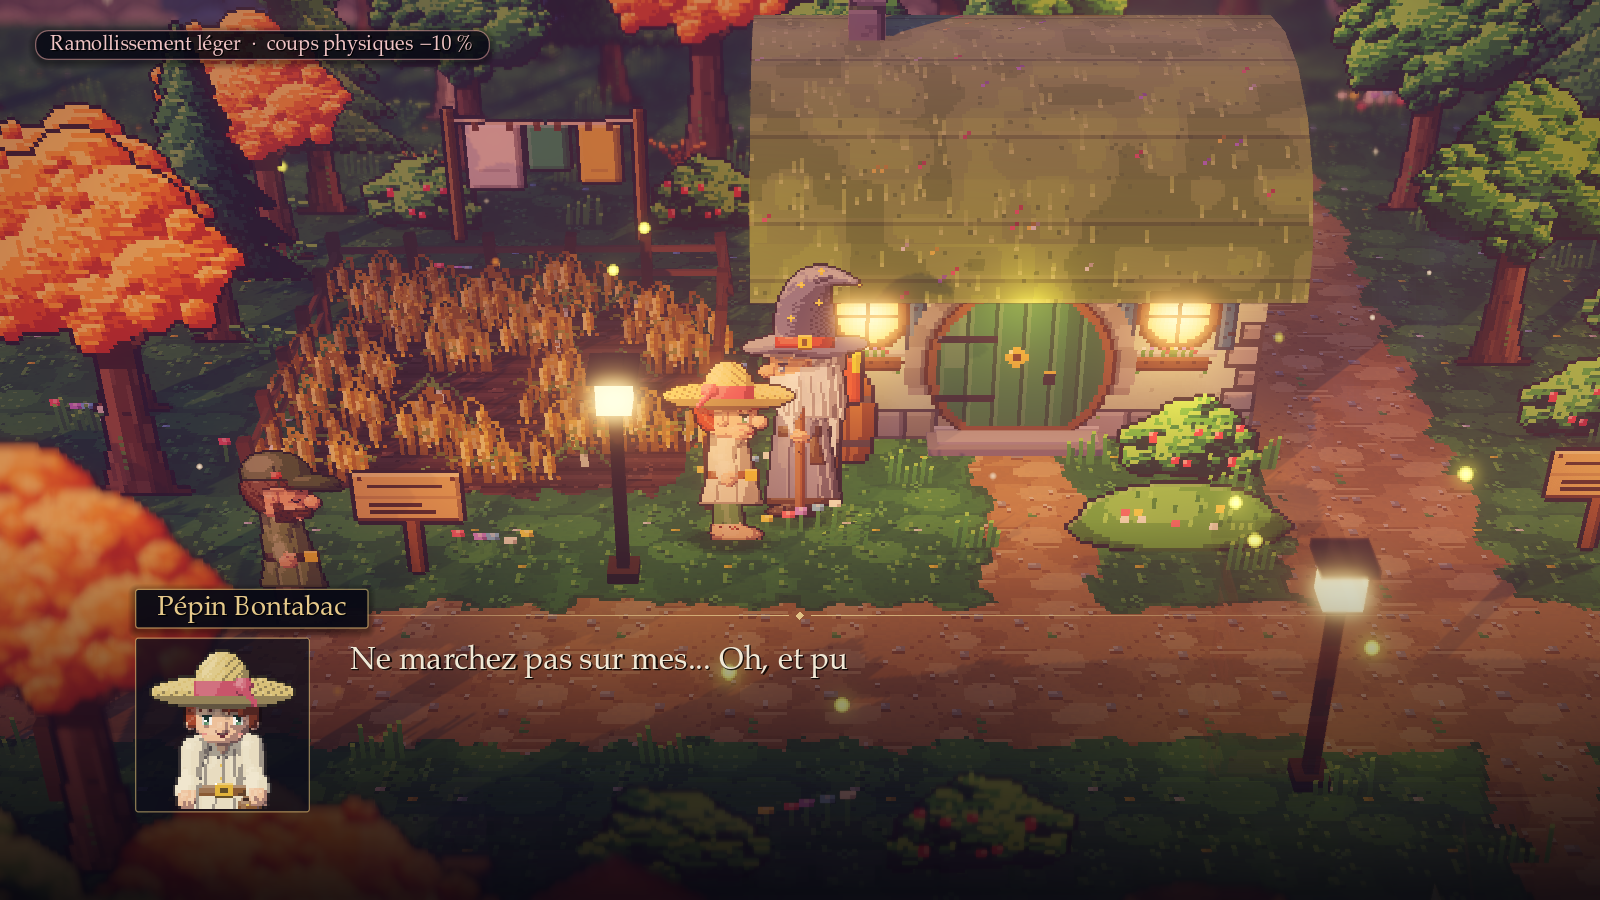 Ramollissement léger · coups physiques −10 %
Pépin Bontabac
Ne marchez pas sur mes... Oh, et pu